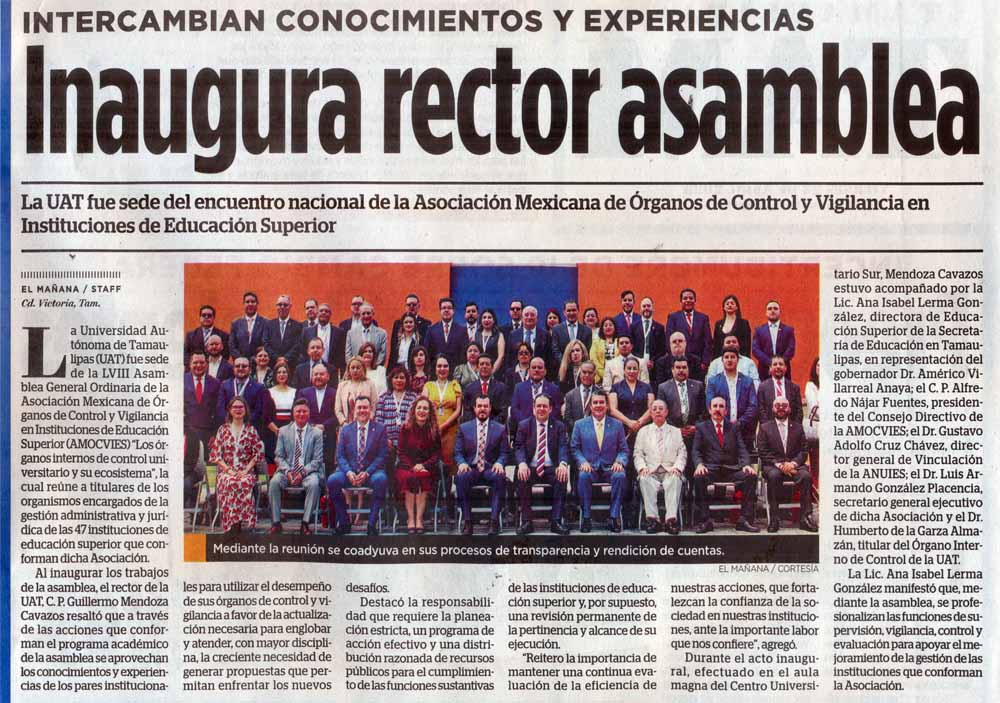 INTERCAMBIAN CONOCIMIENTOS Y EXPERIENCIAS
Inaugura rector asamblea
La UAT fue sede del encuentro nacional de la Asociación Mexicana de Órganos de Control y Vigilancia en
Instituciones de Educación Superior
EL MAÑANA / STAFF
Cd. Victoria, Tam.
La Universidad Au-
tónoma de Tamau-
lipas (UAT) fue sede
de la LVIII Asam-
blea General Ordinaria de la
Asociación Mexicana de Ór-
ganos de Control y Vigilancia
en Instituciones de Educación
Superior (AMOCVIES) “Los
órganos internos de control uni-
versitario y su ecosistema”, la
cual reúne a titulares de los
organismos encargados de la
gestión administrativa y jurí-
dica de las 47 instituciones de
educación superior que con-
forman dicha Asociación.
Al inaugurar los trabajos
de la asamblea, el rector de la
UAT, C. P. Guillermo Mendoza
Cavazos resaltó que a través
de las acciones que confor-
man el programa académico
de la asamblea se aprovechan
los conocimientos y experien-
cias de los pares instituciona-
Mediante la reunión se coadyuva en sus procesos de transparencia y rendición de cuentas.
EL MAÑANA / CORTESÍA
les para utilizar el desempeño
de sus órganos de control y vi-
gilancia a favor de la actualiza-
ción necesaria para englobar
y atender, con mayor discipli-
na, la creciente necesidad de
generar propuestas que per-
mitan enfrentar los nuevos
desafíos.
Destacó la responsabili-
dad que requiere la planea-
ción estricta, un programa de
acción efectivo y una distri-
bución razonada de recursos
públicos para el cumplimien-
to de las funciones sustantivas
de las instituciones de educa-
ción superior y, por supuesto,
una revisión permanente de
la pertinencia y alcance de su
ejecución.
“Reitero la importancia de
mantener una continua eva-
luación de la eficiencia de
nuestras acciones, que forta-
lezcan la confianza de la so-
ciedad en nuestras institucio-
nes, ante la importante labor
que nos confiere”, agregó.
Durante el acto inaugu-
ral, efectuado en el aula
magna del Centro Universi-
tario Sur, Mendoza Cavazos
estuvo acompañado por la
Lic. Ana Isabel Lerma Gon-
zález, directora de Educa-
ción Superior de la Secreta-
ría de Educación en Tamau-
lipas, en representación del
gobernador Dr. Américo Vi-
llarreal Anaya; el C. P. Alfre-
do Nájar Fuentes, presiden-
te del Consejo Directivo de
la AMOCVIES; el Dr. Gustavo
Adolfo Cruz Chávez, direc-
tor general de Vinculación
de la ANUIES; el Dr. Luis Ar-
mando González Placencia,
secretario general ejecutivo
de dicha Asociación y el Dr.
Humberto de la Garza Alma-
zán, titular del Órgano Inter-
no de Control de la UAT.
La Lic. Ana Isabel Lerma
González manifestó que, me-
diante la asamblea, se profe-
sionalizan las funciones de su-
pervisión, vigilancia, control y
evaluación para apoyar el me-
joramiento de la gestión de las
instituciones que conforman
la Asociación.